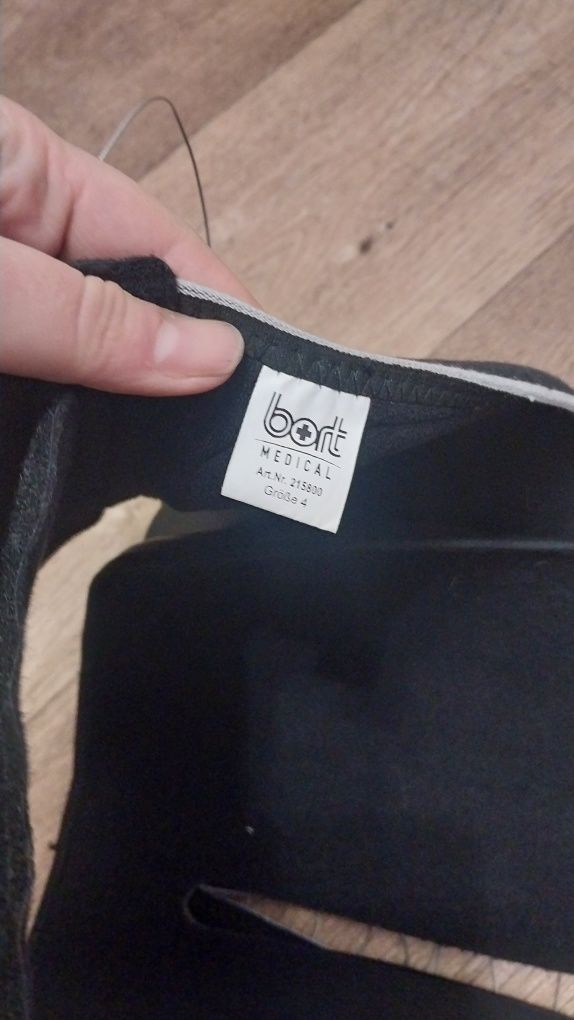 bort
MEDICAL
Art.Nr. 215800
Größe 4